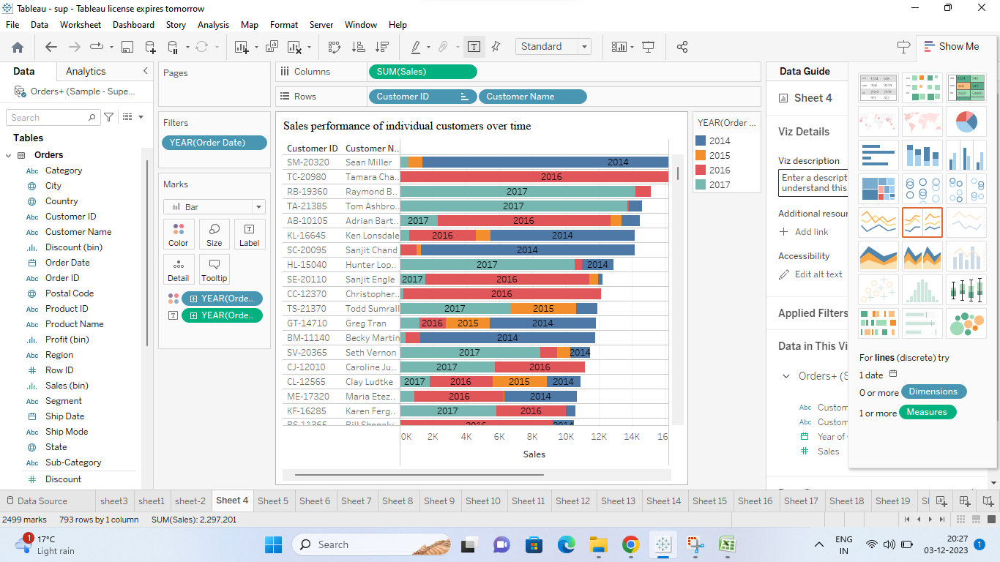 Tableau - sup - Tableau license expires tomorrow
File Data Worksheet Dashboard Story Analysis Map Format Server Window Help
Standard
Show Me
Data Analytics
Orders+ (Sample - Supe...
Search
Tables
Orders
Abc Category
City
Country
Abc Customer ID
Abc Customer Name
Discount (bin)
Order Date
Abc Order ID
Postal Code
Abc Product ID
Abc Product Name
Profit (bin)
Abc Region
Row ID
Sales (bin)
Abc Segment
Ship Date
Abc Ship Mode
State
Abc Sub-Category
Discount
Pages
Filters
YEAR(Order Date)
Marks
Bar
Color Size Label
Detail Tooltip
YEAR(Orde..
YEAR(Orde..
Columns SUM(Sales)
Rows Customer ID Customer Name
Sales performance of individual customers over time
Customer ID Customer N..
SM-20320 Sean Miller 2014
TC-20980 Tamara Cha.. 2016
RB-19360 Raymond B.. 2017
TA-21385 Tom Ashbro.. 2017
AB-10105 Adrian Bart.. 2017 2016
KL-16645 Ken Lonsdale 2016 2014
SC-20095 Sanjit Chand 2014
HL-15040 Hunter Lop.. 2017 2014
SE-20110 Sanjit Engle 2017 2016
CC-12370 Christopher.. 2016
TS-21370 Todd Sumrall 2017 2015
GT-14710 Greg Tran 2016 2015 2014
BM-11140 Becky Martin 2014
SV-20365 Seth Vernon 2017 2014
CJ-12010 Caroline Ju.. 2017 2016
CL-12565 Clay Ludtke 2017 2016 2015 2014
ME-17320 Maria Etez.. 2016 2014
KF-16285 Karen Ferg.. 2017 2016
2016 2014
0K 2K 4K 6K 8K 10K 12K 14K 16
Sales
YEAR(Order ...
2014
2015
2016
2017
Data Guide
Sheet 4
Viz Details
Viz description
Enter a descript
understand this
Additional resour
Add link
Accessibility
Edit alt text
Applied Filters
Data in This Vi
Orders+ (S
Abc Custom
Abc Custom
Year of
Sales
For lines (discrete) try
1 date
0 or more Dimensions
1 or more Measures
Data Source sheet3 sheet1 sheet-2 Sheet 4 Sheet 5 Sheet 6 Sheet 7 Sheet 8 Sheet 9 Sheet 10 Sheet 11 Sheet 12 Sheet 13 Sheet 14 Sheet 15 Sheet 16 Sheet 17 Sheet 18 Sheet 19
2499 marks 793 rows by 1 column SUM(Sales): 2,297,201
1 17°C
Light rain
Search
ENG
IN
20:27
03-12-2023
1